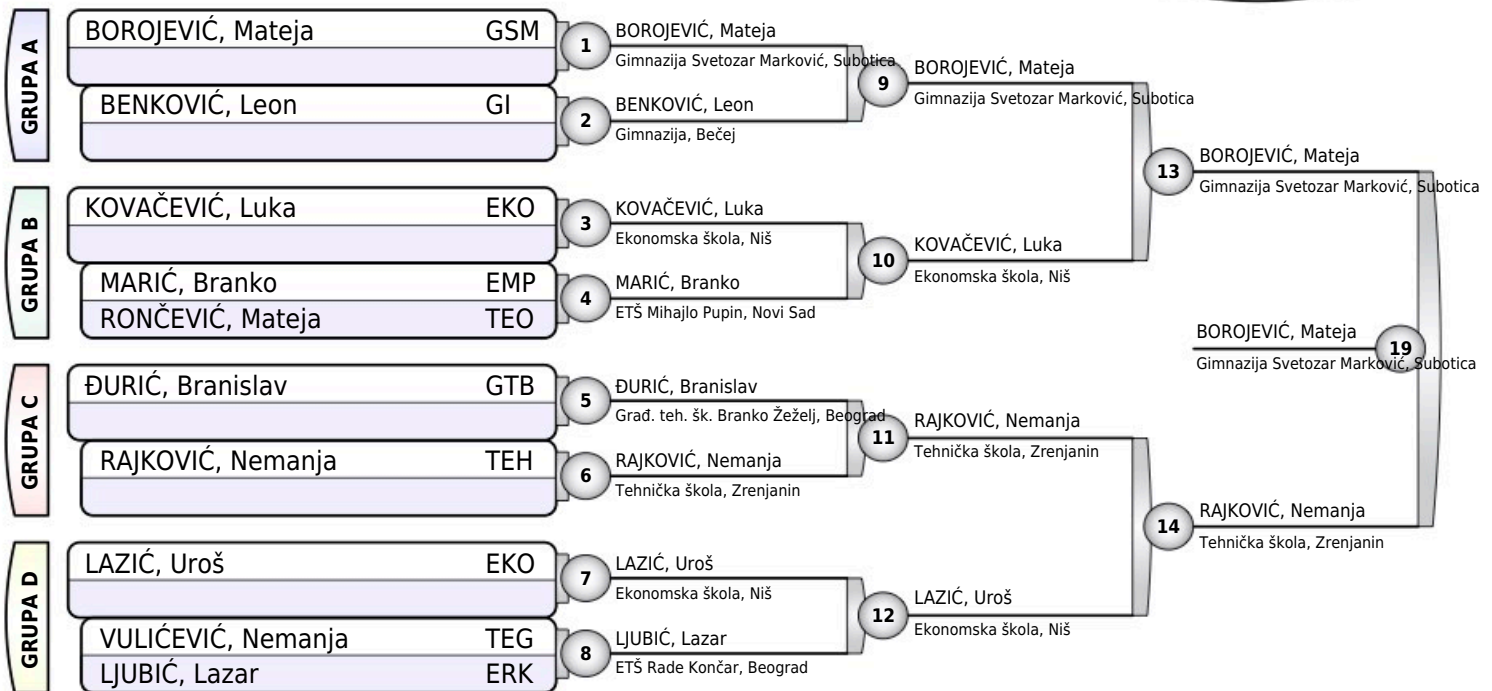 GRUPA A
BOROJEVIĆ, Mateja GSM
BENKOVIĆ, Leon GI
1
BOROJEVIĆ, Mateja
Gimnazija Svetozar Marković, Subotica
2
BENKOVIĆ, Leon
Gimnazija, Bečej
9
BOROJEVIĆ, Mateja
Gimnazija Svetozar Marković, Subotica
GRUPA B
KOVAČEVIĆ, Luka EKO
MARIĆ, Branko EMP
RONČEVIĆ, Mateja TEO
3
KOVAČEVIĆ, Luka
Ekonomska škola, Niš
4
MARIĆ, Branko
ETŠ Mihajlo Pupin, Novi Sad
10
KOVAČEVIĆ, Luka
Ekonomska škola, Niš
13
BOROJEVIĆ, Mateja
Gimnazija Svetozar Marković, Subotica
GRUPA C
ĐURIĆ, Branislav GTB
RAJKOVIĆ, Nemanja TEH
5
ĐURIĆ, Branislav
Građ. teh. šk. Branko Žeželj, Beograd
6
RAJKOVIĆ, Nemanja
Tehnička škola, Zrenjanin
11
RAJKOVIĆ, Nemanja
Tehnička škola, Zrenjanin
GRUPA D
LAZIĆ, Uroš EKO
VULIĆEVIĆ, Nemanja TEG
LJUBIĆ, Lazar ERK
7
LAZIĆ, Uroš
Ekonomska škola, Niš
8
LJUBIĆ, Lazar
ETŠ Rade Končar, Beograd
12
LAZIĆ, Uroš
Ekonomska škola, Niš
14
RAJKOVIĆ, Nemanja
Tehnička škola, Zrenjanin
BOROJEVIĆ, Mateja
19
Gimnazija Svetozar Marković, Subotica